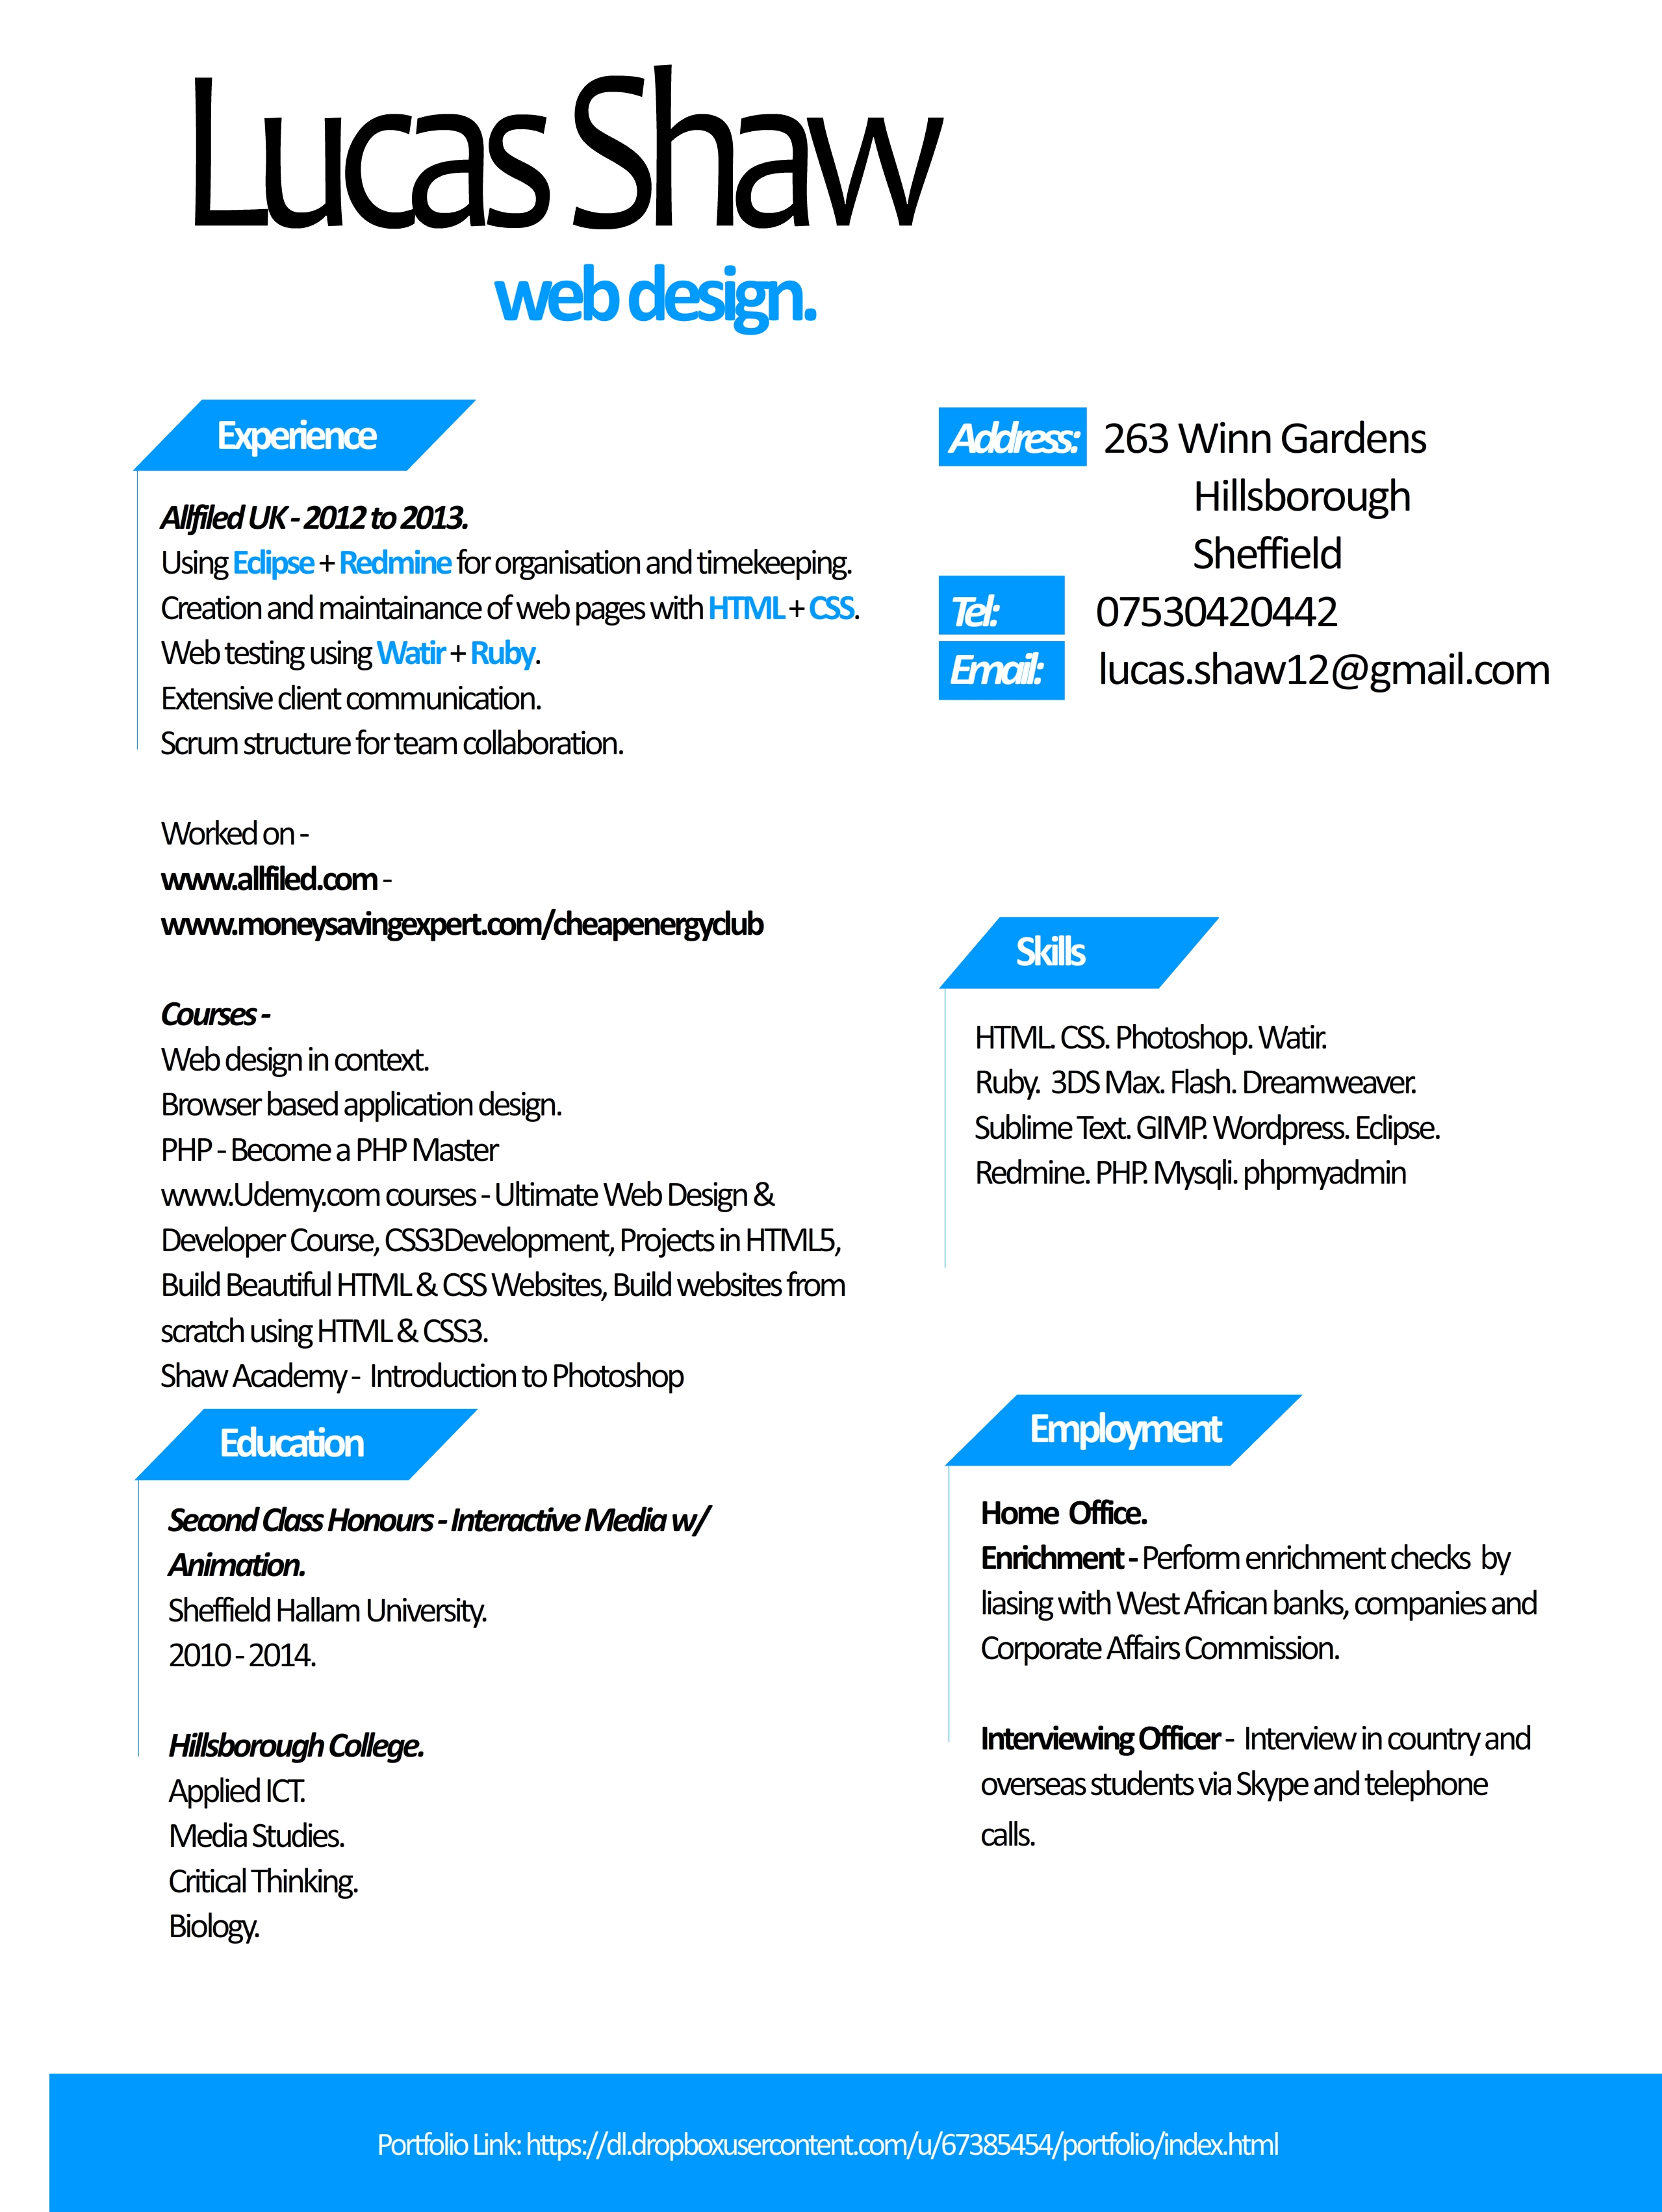 Lucas Shaw
web design.
Experience
Allfiled UK - 2012 to 2013.
Using Eclipse + Redmine for organisation and timekeeping.
Creation and maintainance of web pages with HTML + CSS.
Web testing using Watir + Ruby.
Extensive client communication.
Scrum structure for team collaboration.
Worked on -
www.allfiled.com -
www.moneysavingexpert.com/cheapenergyclub
Courses -
Web design in context.
Browser based application design.
PHP - Become a PHP Master
www.Udemy.com courses - Ultimate Web Design &
Developer Course, CSS3Development, Projects in HTML5,
Build Beautiful HTML & CSS Websites, Build websites from
scratch using HTML & CSS3.
Shaw Academy - Introduction to Photoshop
Education
Second Class Honours - Interactive Media w/
Animation.
Sheffield Hallam University.
2010 - 2014.
Hillsborough College.
Applied ICT.
Media Studies.
Critical Thinking.
Biology.
Address: 263 Winn Gardens
Hillsborough
Sheffield
Tel: 07530420442
Email: lucas.shaw12@gmail.com
Skills
HTML. CSS. Photoshop. Watir.
Ruby. 3DS Max. Flash. Dreamweaver.
Sublime Text. GIMP. Wordpress. Eclipse.
Redmine. PHP. Mysqli. phpmyadmin
Employment
Home Office.
Enrichment - Perform enrichment checks by
liasing with West African banks, companies and
Corporate Affairs Commission.
Interviewing Officer - Interview in country and
overseas students via Skype and telephone
calls.
Portfolio Link: https://dl.dropboxusercontent.com/u/67385454/portfolio/index.html